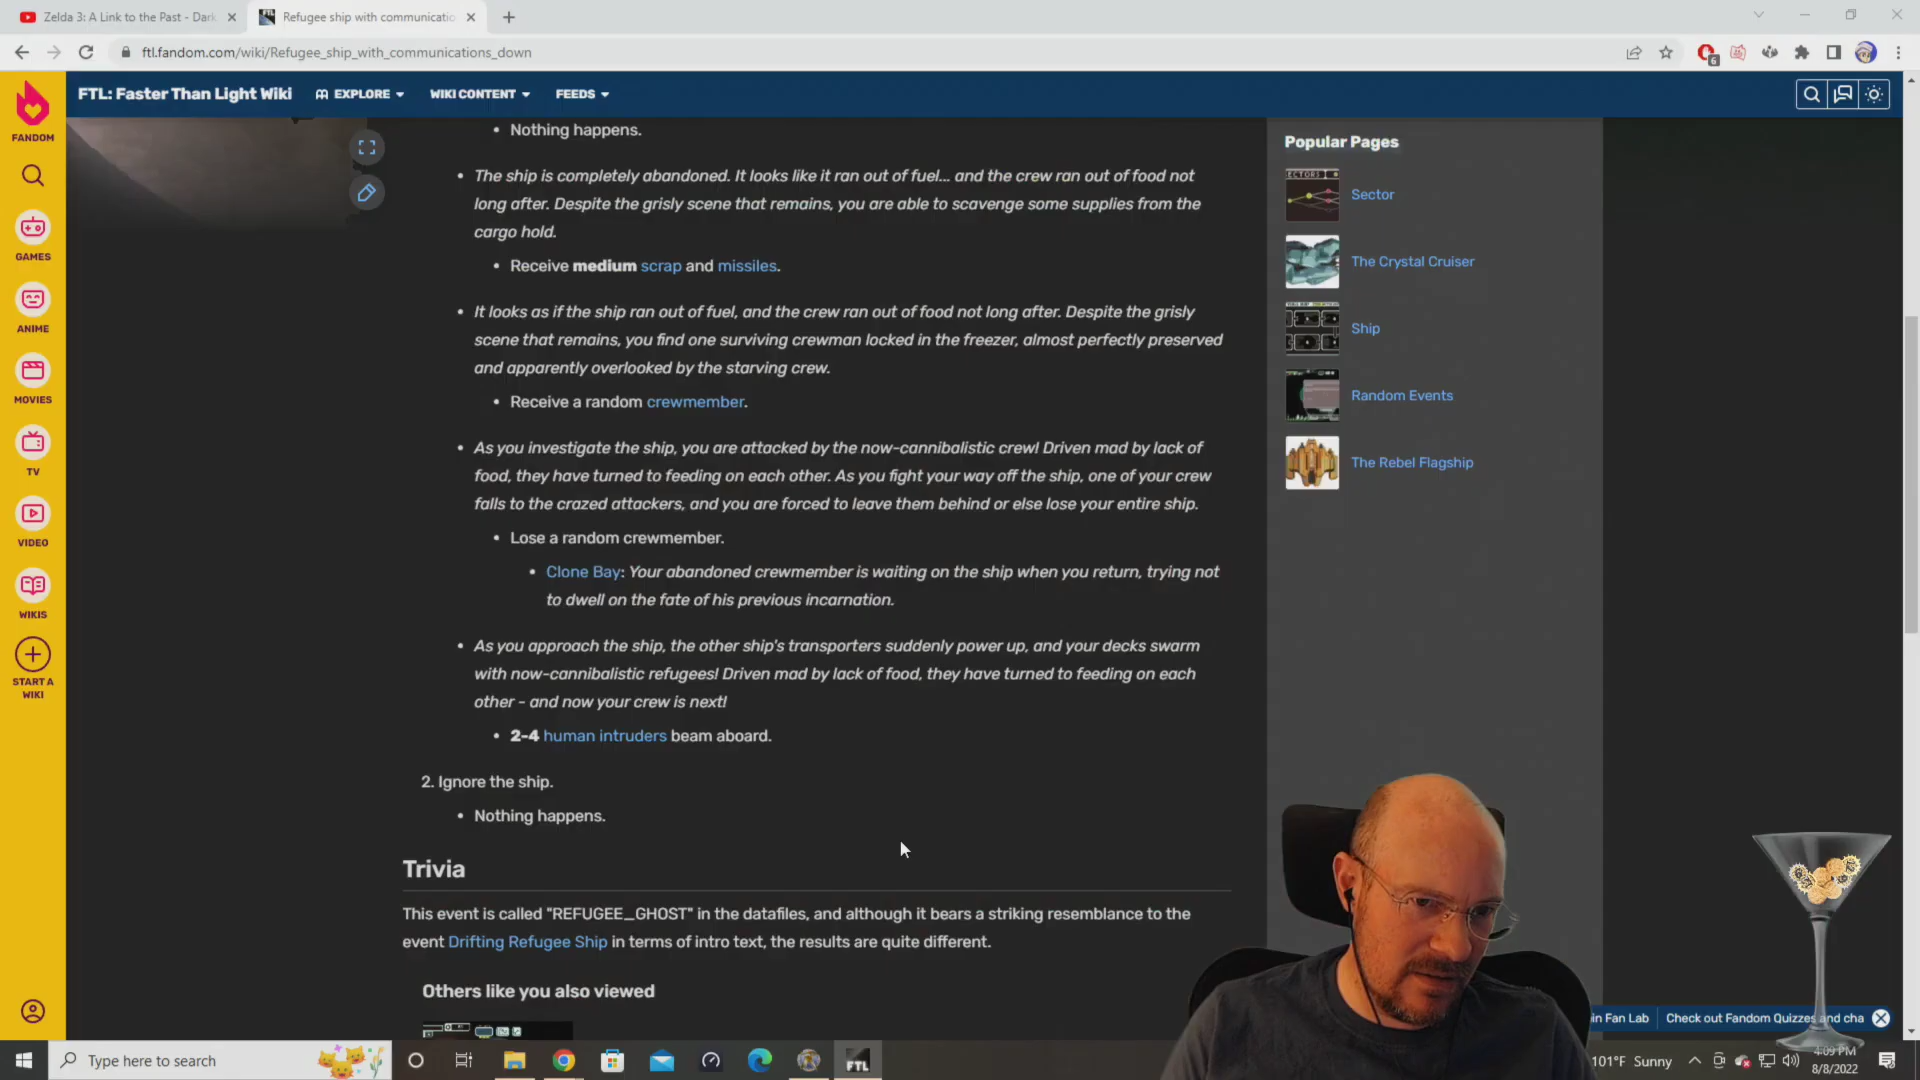 Zelda 3: A Link to the Past - Dark
Refugee ship with communicatio
ftl.fandom.com/wiki/Refugee_ship_with_communications_down
6
FANDOM
GAMES
ANIME
MOVIES
TV
VIDEO
WIKIS
START A
WIKI
FTL: Faster Than Light Wiki
EXPLORE
WIKI CONTENT
FEEDS
• Nothing happens.
• The ship is completely abandoned. It looks like it ran out of fuel... and the crew ran out of food not
long after. Despite the grisly scene that remains, you are able to scavenge some supplies from the
cargo hold.
• Receive medium scrap and missiles.
• It looks as if the ship ran out of fuel, and the crew ran out of food not long after. Despite the grisly
scene that remains, you find one surviving crewman locked in the freezer, almost perfectly preserved
and apparently overlooked by the starving crew.
• Receive a random crewmember.
• As you investigate the ship, you are attacked by the now-cannibalistic crew! Driven mad by lack of
food, they have turned to feeding on each other. As you fight your way off the ship, one of your crew
falls to the crazed attackers, and you are forced to leave them behind or else lose your entire ship.
• Lose a random crewmember.
• Clone Bay: Your abandoned crewmember is waiting on the ship when you return, trying not
to dwell on the fate of his previous incarnation.
• As you approach the ship, the other ship's transporters suddenly power up, and your decks swarm
with now-cannibalistic refugees! Driven mad by lack of food, they have turned to feeding on each
other - and now your crew is next!
• 2-4 human intruders beam aboard.
2. Ignore the ship.
• Nothing happens.
Trivia
This event is called "REFUGEE_GHOST" in the datafiles, and although it bears a striking resemblance to the
event Drifting Refugee Ship in terms of intro text, the results are quite different.
Others like you also viewed
Popular Pages
SECTORS
Sector
The Crystal Cruiser
Ship
Random Events
The Rebel Flagship
in Fan Lab
Check out Fandom Quizzes and cha
Type here to search
FTL
101°F Sunny
4:09 PM
8/8/2022